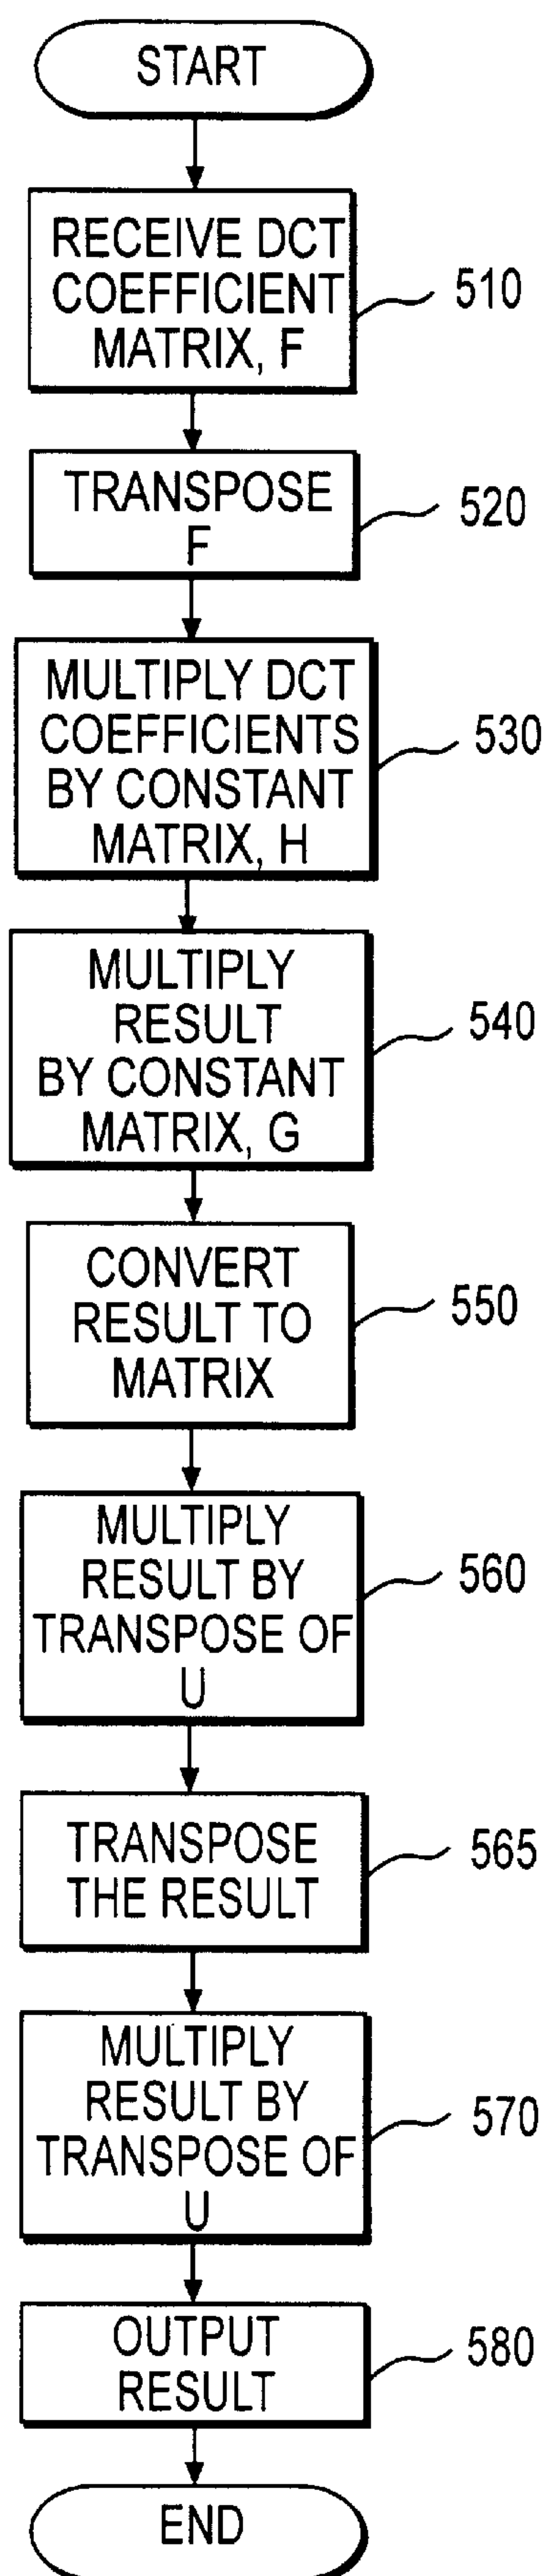 START
RECEIVE DCT
COEFFICIENT
MATRIX, F
510
TRANSPOSE
F
520
MULTIPLY DCT
COEFFICIENTS
BY CONSTANT
MATRIX, H
530
MULTIPLY
RESULT
BY CONSTANT
MATRIX, G
540
CONVERT
RESULT TO
MATRIX
550
MULTIPLY
RESULT BY
TRANSPOSE OF
U
560
TRANSPOSE
THE RESULT
565
MULTIPLY
RESULT BY
TRANSPOSE OF
U
570
OUTPUT
RESULT
580
END